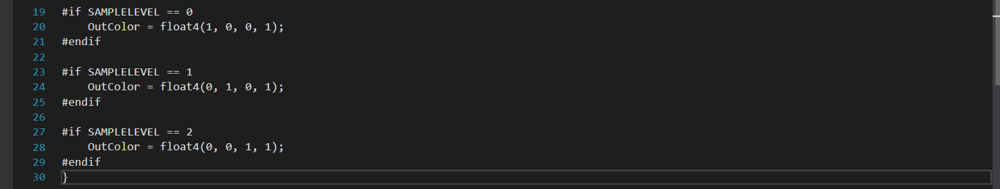 19 #if SAMPLELEVEL == 0
20     OutColor = float4(1, 0, 0, 1);
21 #endif
22
23 #if SAMPLELEVEL == 1
24     OutColor = float4(0, 1, 0, 1);
25 #endif
26
27 #if SAMPLELEVEL == 2
28     OutColor = float4(0, 0, 1, 1);
29 #endif
30 }